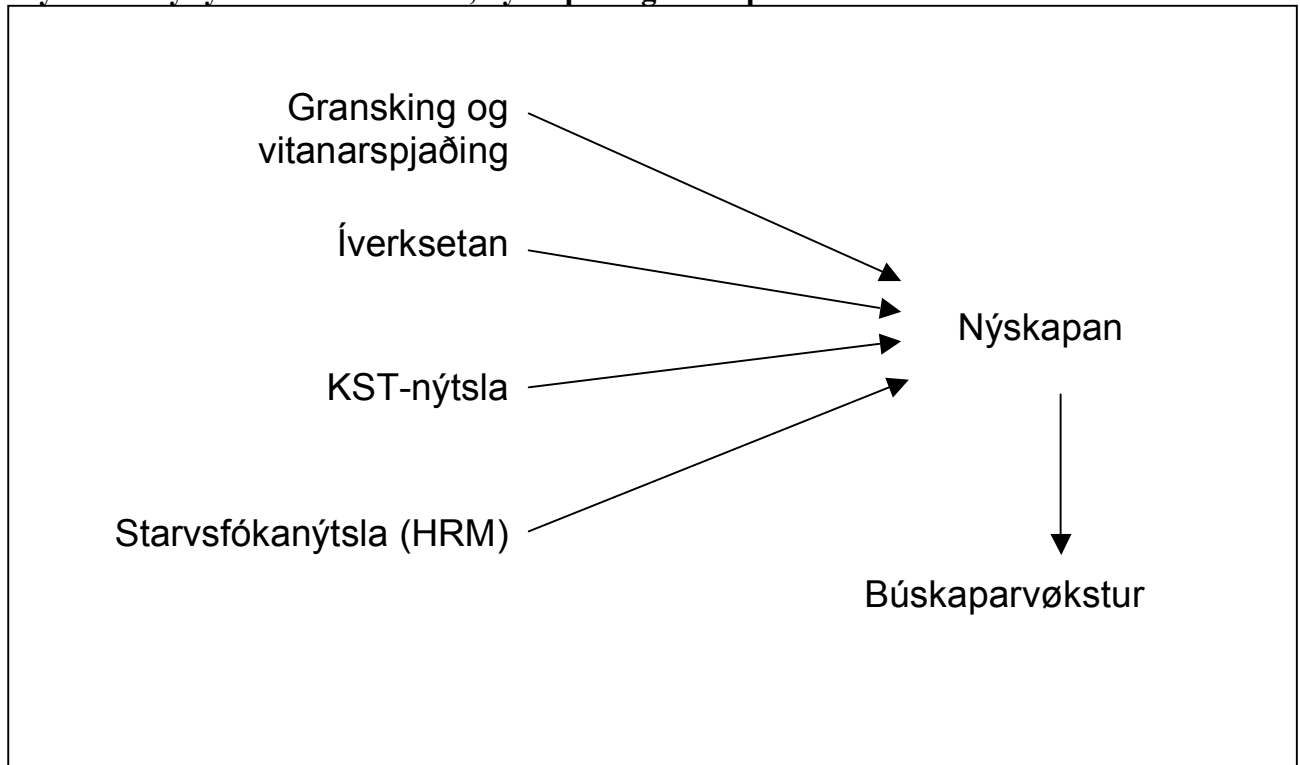 Gransking og
vitanarspjaðing
Íverksetan
Nýskapan
KST-nýtsla
Starvsfókanýtsla (HRM)
Búskaparvøkstur